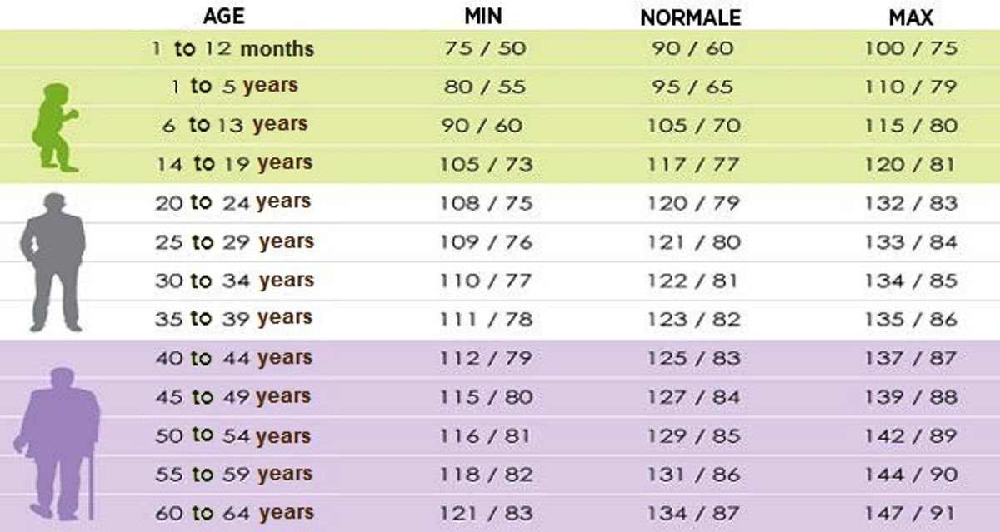 AGE MIN NORMALE MAX
1 to 12 months 75 / 50 90 / 60 100 / 75
1 to 5 years 80 / 55 95 / 65 110 / 79
6 to 13 years 90 / 60 105 / 70 115 / 80
14 to 19 years 105 / 73 117 / 77 120 / 81
20 to 24 years 108 / 75 120 / 79 132 / 83
25 to 29 years 109 / 76 121 / 80 133 / 84
30 to 34 years 110 / 77 122 / 81 134 / 85
35 to 39 years 111 / 78 123 / 82 135 / 86
40 to 44 years 112 / 79 125 / 83 137 / 87
45 to 49 years 115 / 80 127 / 84 139 / 88
50 to 54 years 116 / 81 129 / 85 142 / 89
55 to 59 years 118 / 82 131 / 86 144 / 90
60 to 64 years 121 / 83 134 / 87 147 / 91